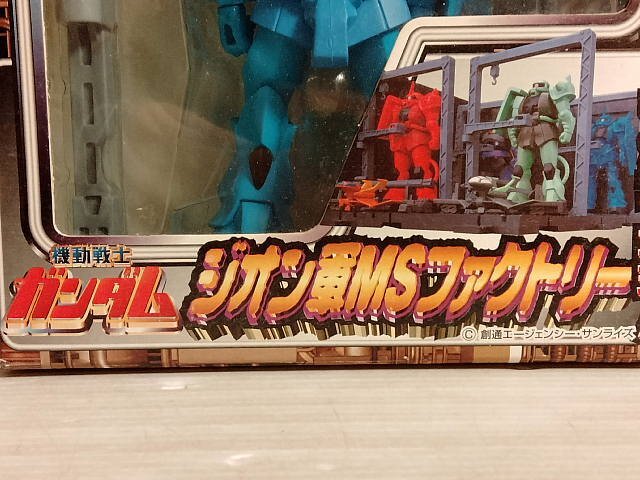 機動戦士
ガンダム
ジオン軍MSファクトリー
© 創通エージェンシー・サンライズ